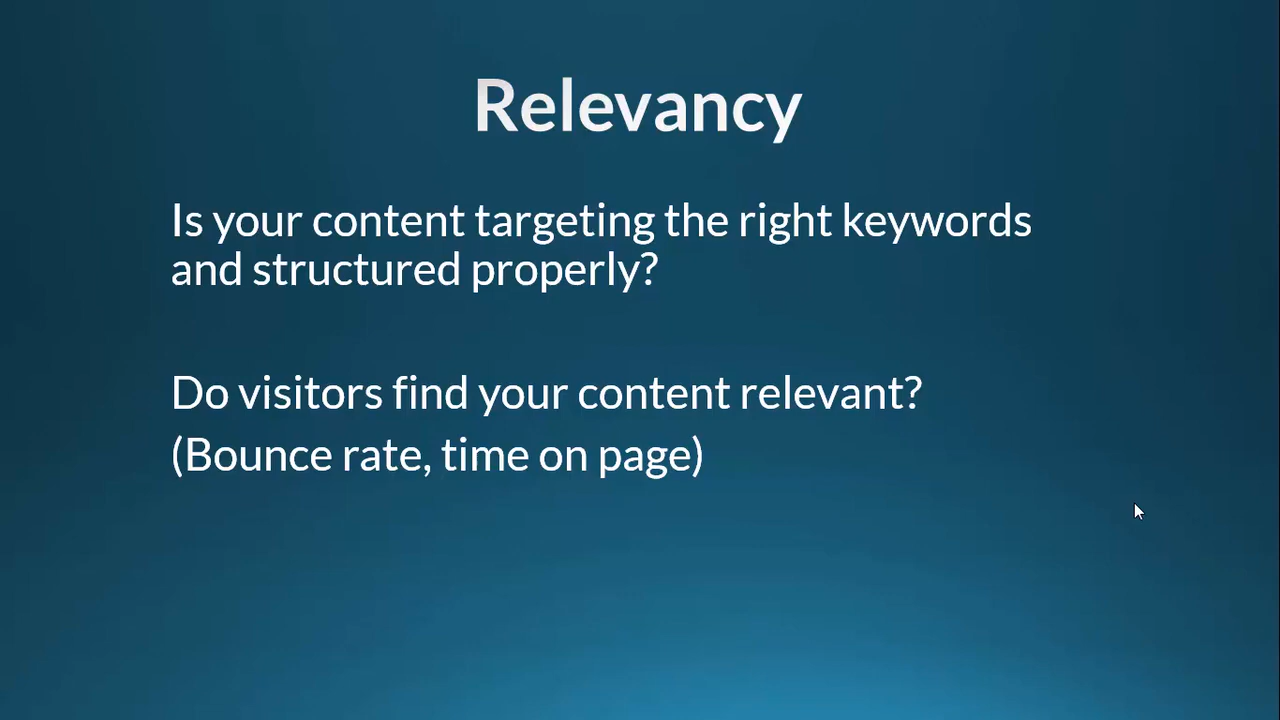 Relevancy
Is your content targeting the right keywords
and structured properly?
Do visitors find your content relevant?
(Bounce rate, time on page)